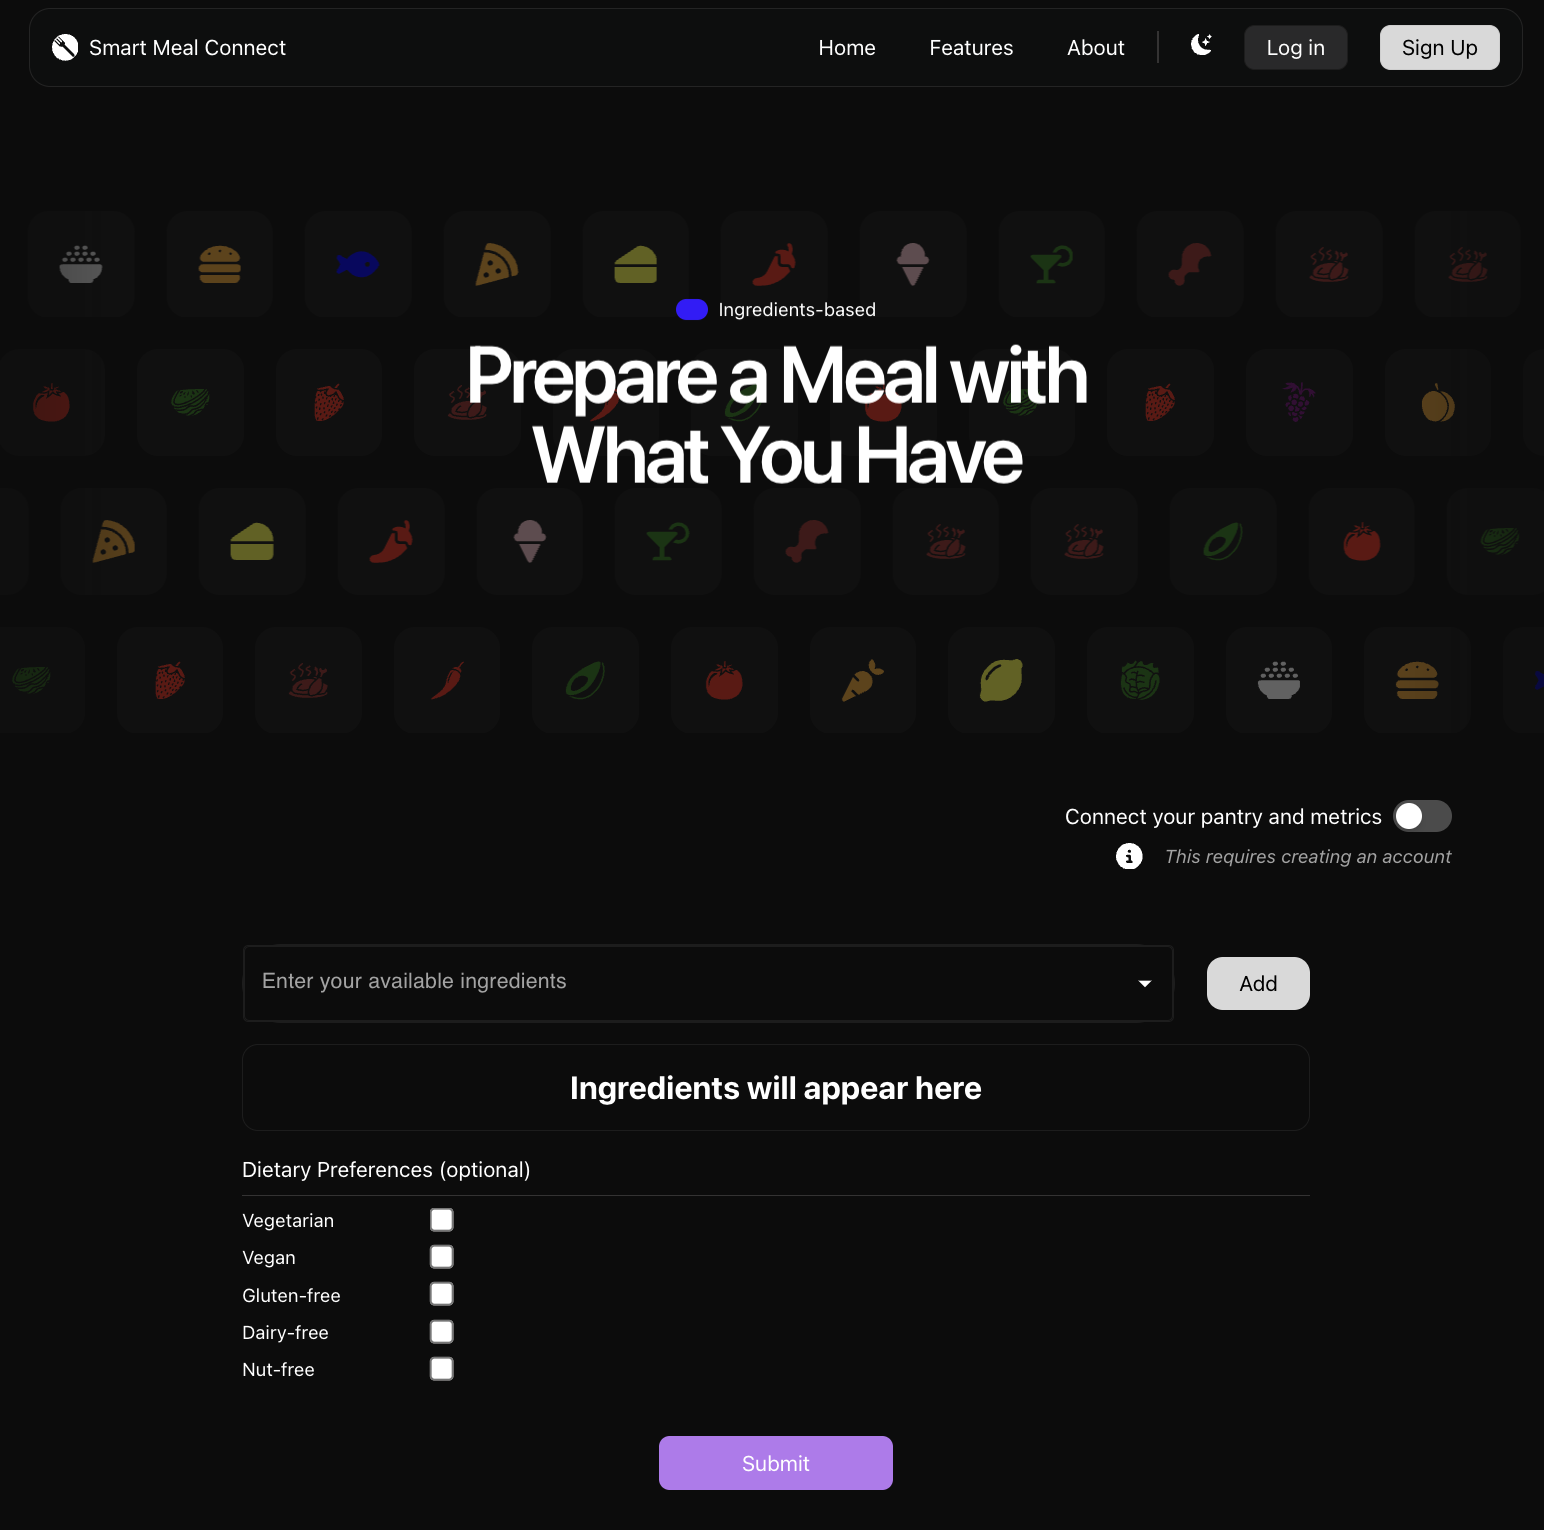 Smart Meal Connect
Home
Features
About
Log in
Sign Up
Ingredients-based
Prepare a Meal with
What You Have
Connect your pantry and metrics
This requires creating an account
Enter your available ingredients
Add
Ingredients will appear here
Dietary Preferences (optional)
Vegetarian
Vegan
Gluten-free
Dairy-free
Nut-free
Submit